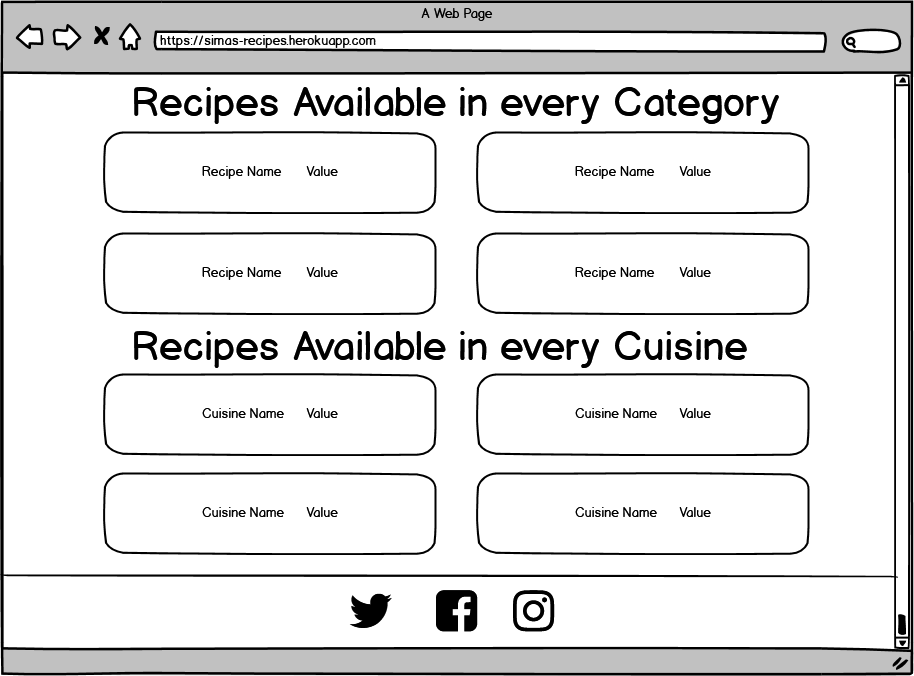 A Web Page
https://simas-recipes.herokuapp.com
Recipes Available in every Category
Recipe Name Value Recipe Name Value
Recipe Name Value Recipe Name Value
Recipes Available in every Cuisine
Cuisine Name Value Cuisine Name Value
Cuisine Name Value Cuisine Name Value